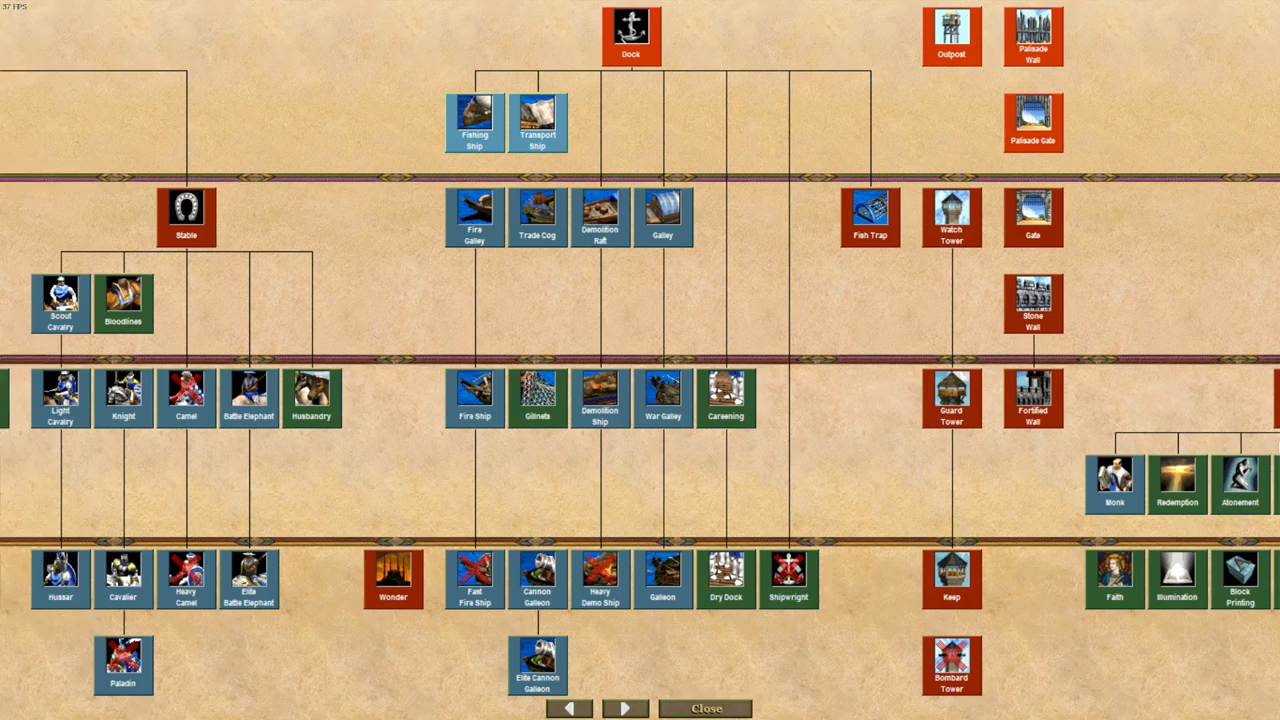 37 FPS
Dock
Outpost
Palisade
Wall
Fishing
Ship
Transport
Ship
Palisade Gate
Stable
Fire
Galley
Trade Cog
Demolition
Raft
Galley
Fish Trap
Watch
Tower
Gate
Scout
Cavalry
Bloodlines
Stone
Wall
Light
Cavalry
Knight
Camel
Battle Elephant
Husbandry
Fire Ship
Gillnets
Demolition
Ship
War Galley
Careening
Guard
Tower
Fortified
Wall
Monk
Redemption
Atonement
Hussar
Cavalier
Heavy
Camel
Elite
Battle Elephant
Wonder
Fast
Fire Ship
Cannon
Galleon
Heavy
Demo Ship
Galleon
Dry Dock
Shipwright
Keep
Faith
Illumination
Block
Printing
Paladin
Elite Cannon
Galleon
Bombard
Tower
Close